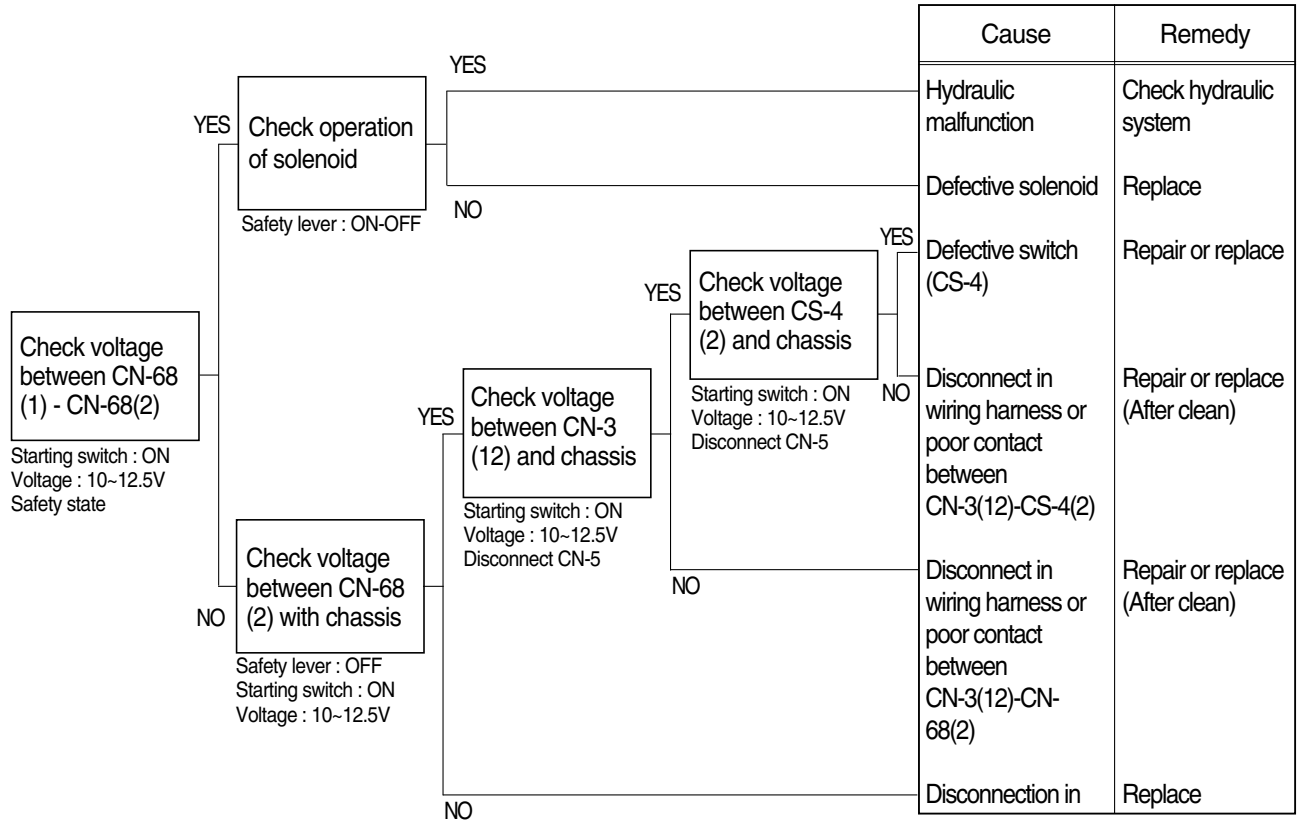 Cause
Remedy
YES
Hydraulic
malfunction
Check hydraulic
system
YES
Check operation
of solenoid
Safety lever : ON-OFF
NO
Defective solenoid
Replace
YES
Defective switch
(CS-4)
Repair or replace
YES
Check voltage
between CS-4
(2) and chassis
Starting switch : ON
Voltage : 10~12.5V
Disconnect CN-5
NO
Disconnect in
wiring harness or
poor contact
between
CN-3(12)-CS-4(2)
Repair or replace
(After clean)
Check voltage
between CN-68
(1) - CN-68(2)
Starting switch : ON
Voltage : 10~12.5V
Safety state
YES
Check voltage
between CN-3
(12) and chassis
Starting switch : ON
Voltage : 10~12.5V
Disconnect CN-5
NO
Disconnect in
wiring harness or
poor contact
between
CN-3(12)-CN-
68(2)
Repair or replace
(After clean)
NO
Check voltage
between CN-68
(2) with chassis
Safety lever : OFF
Starting switch : ON
Voltage : 10~12.5V
NO
Disconnection in
Replace